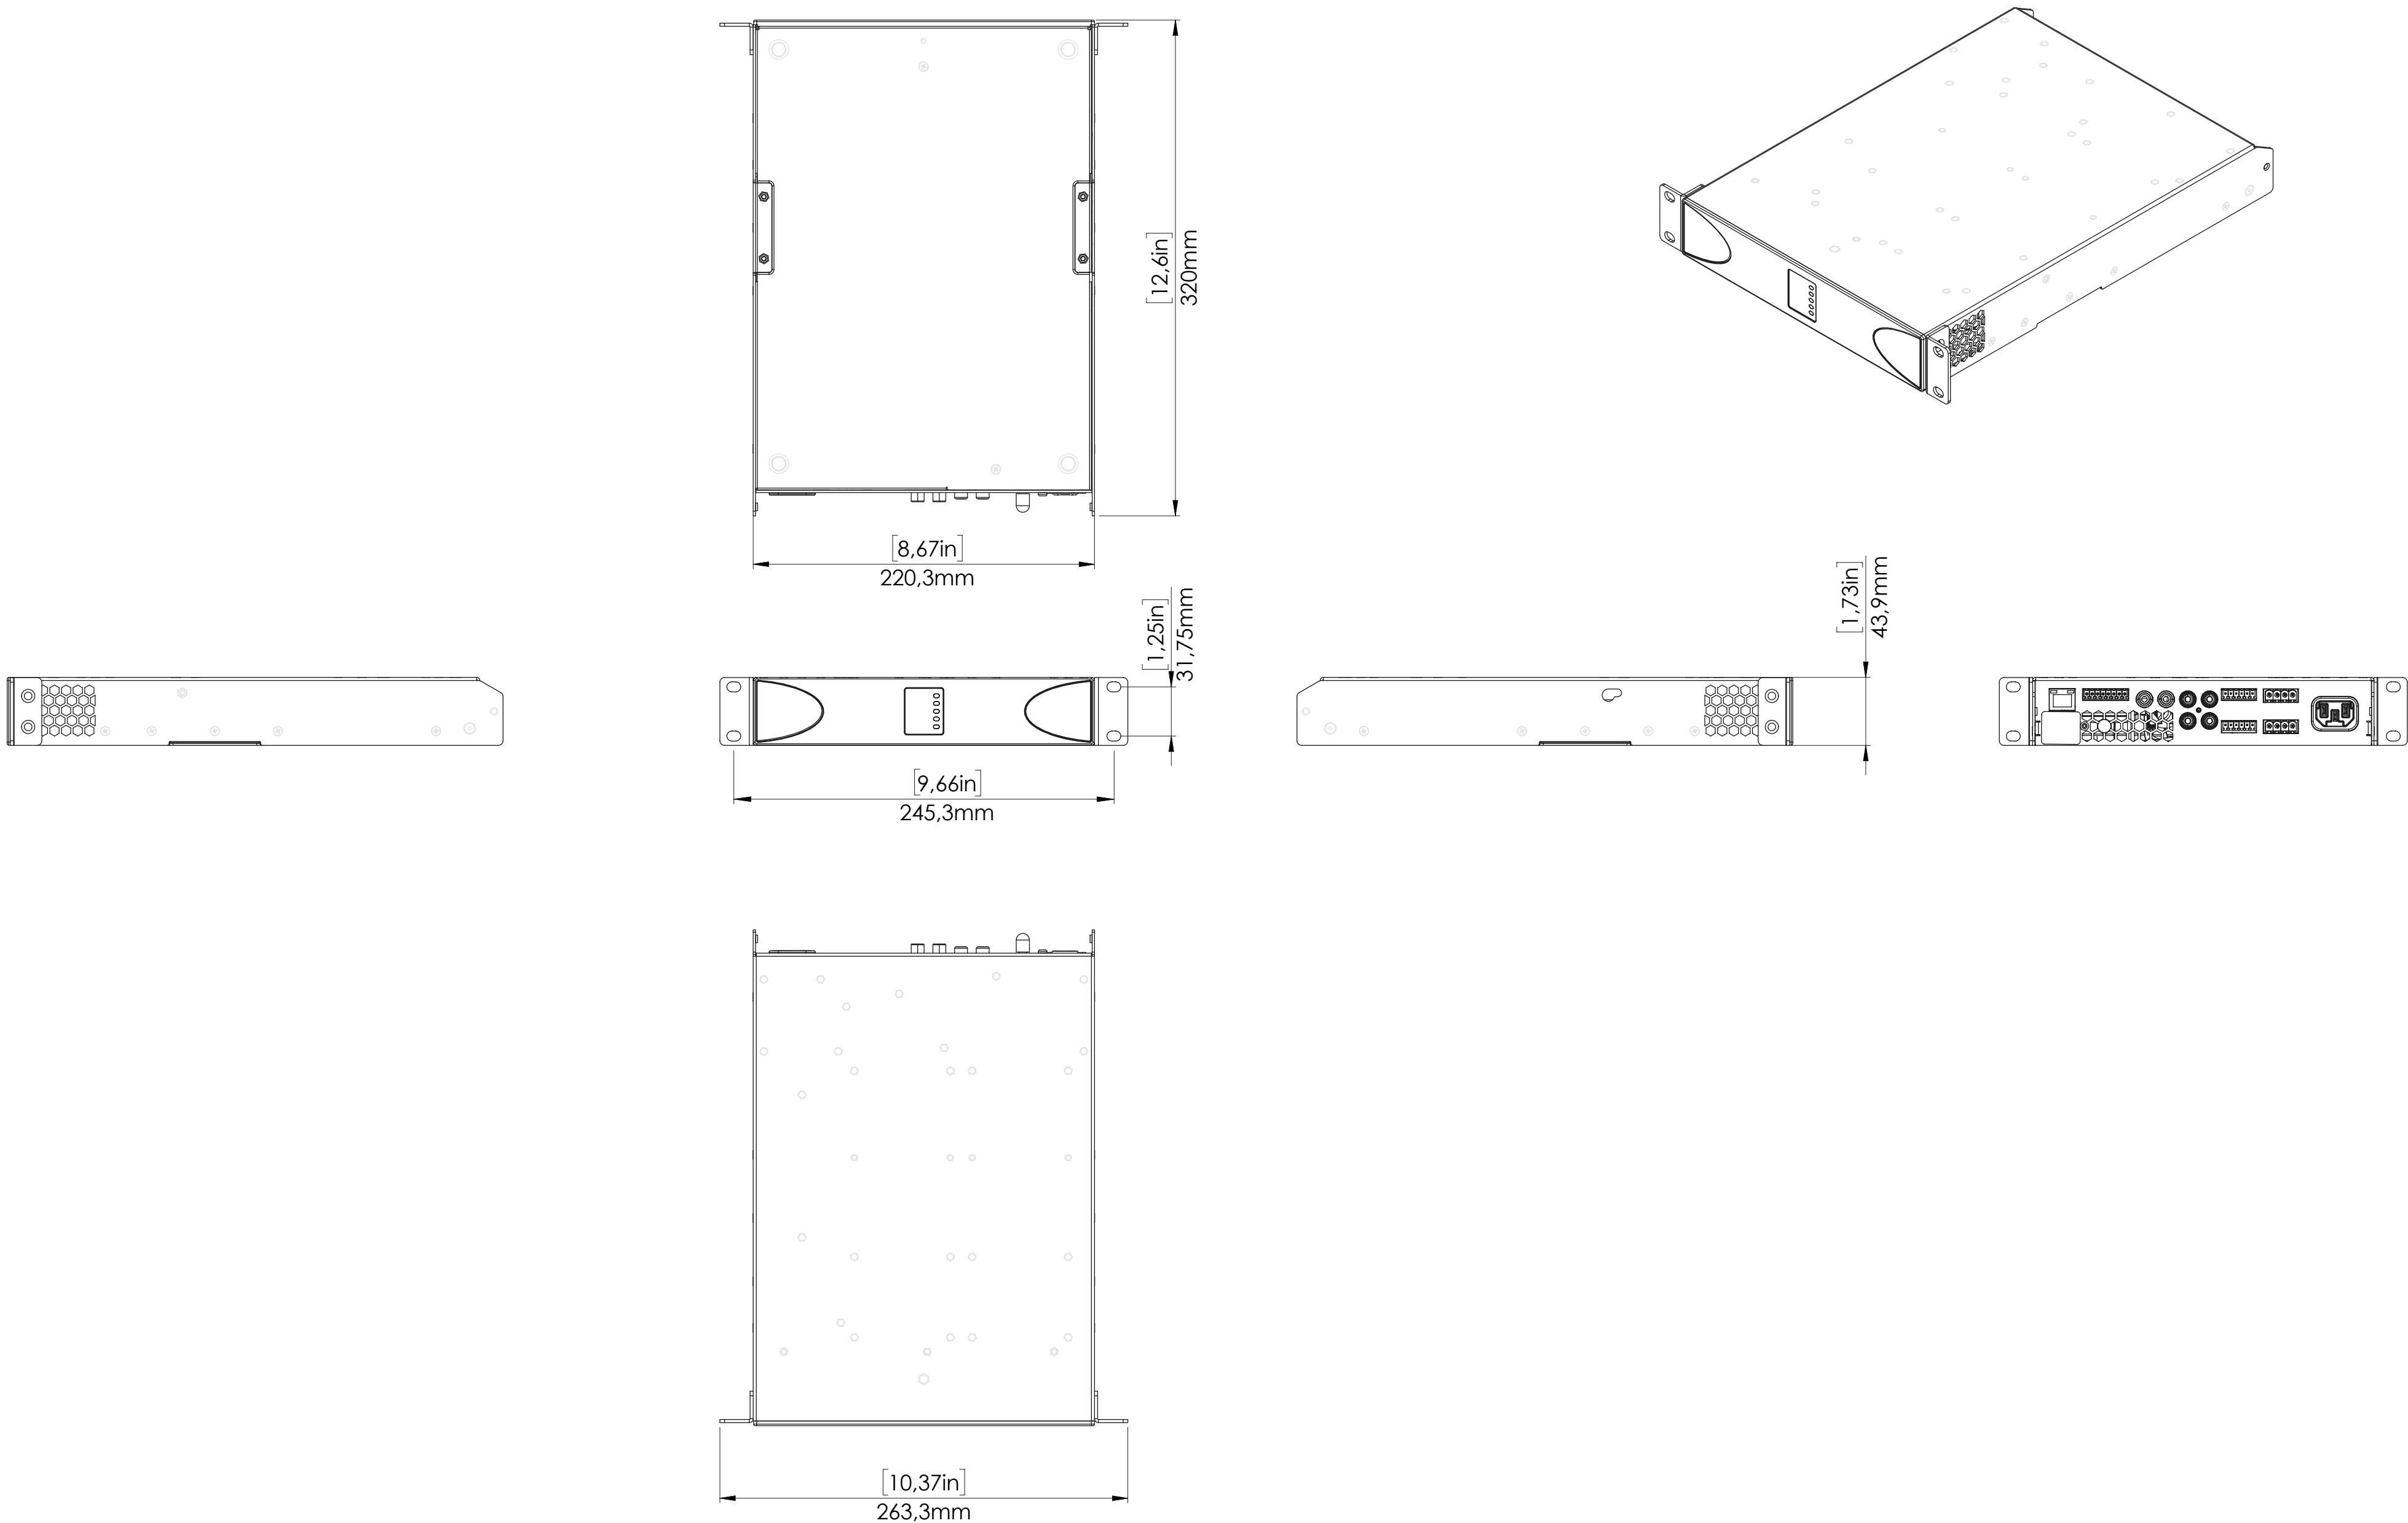 [12,6in]
320mm
[8,67in]
220,3mm
[1,25in]
31,75mm
[1,73in]
43,9mm
[9,66in]
245,3mm
[10,37in]
263,3mm